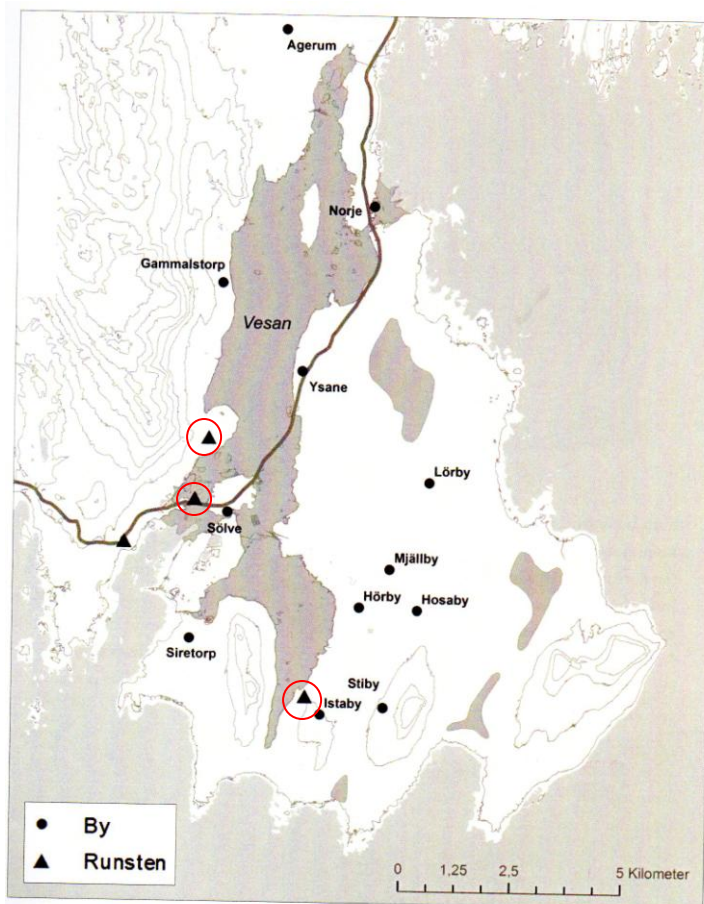 Agerum
Norje
Gammalstorp
Vesan
Ysane
Lörby
Sölve
Mjällby
Hörby
Hosaby
Siretorp
Stiby
Istaby
By
Runsten
0 1,25 2,5 5 Kilometer